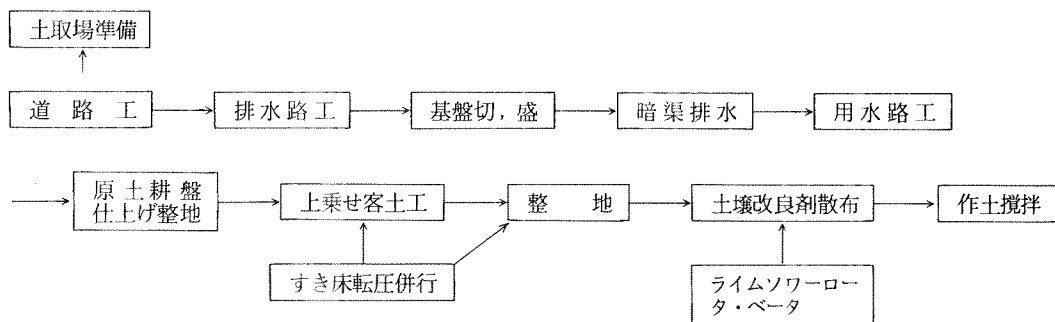 土取場準備
道路工
排水路工
基盤切，盛
暗渠排水
用水路工
原土耕盤
仕上げ整地
上乗せ客土工
整地
土壌改良剤散布
作土攪拌
すき床転圧併行
ライムソワーロー
タ・ベータ